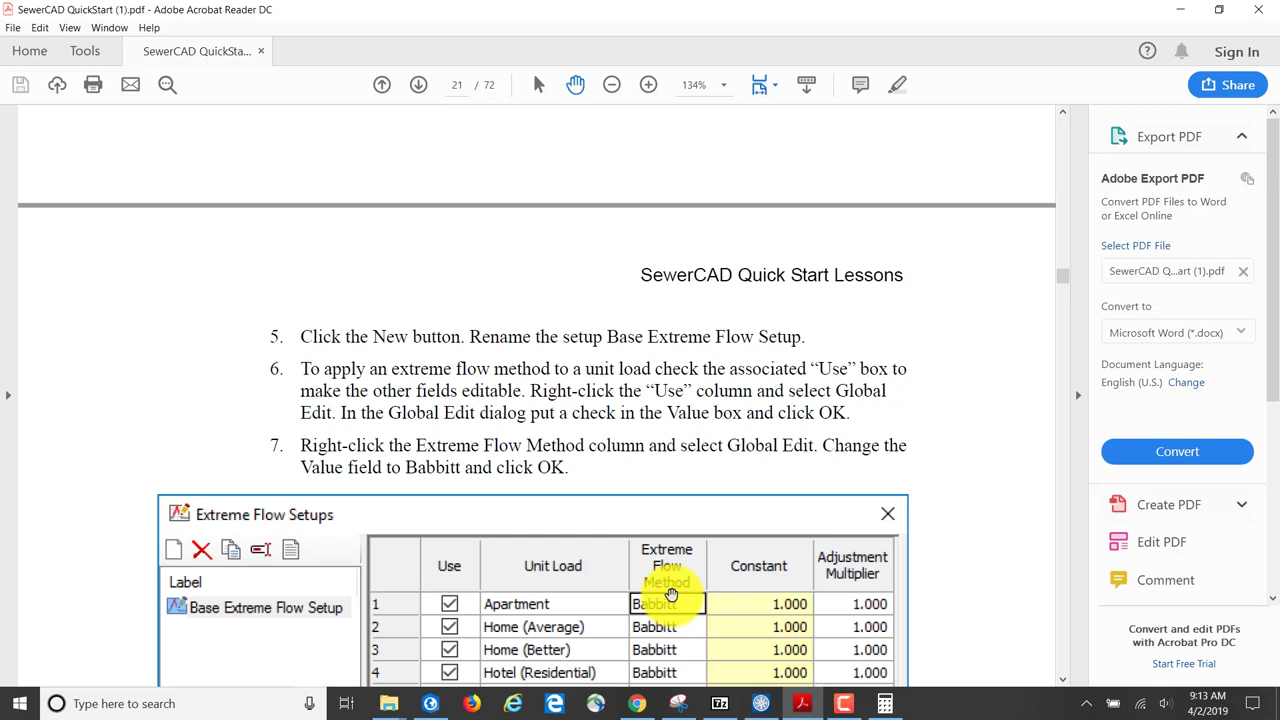 SewerCAD QuickStart (1).pdf - Adobe Acrobat Reader DC
File Edit View Window Help
Home Tools SewerCAD QuickSta... × Sign In
21 / 72 134% Share
SewerCAD Quick Start Lessons
5. Click the New button. Rename the setup Base Extreme Flow Setup.
6. To apply an extreme flow method to a unit load check the associated “Use” box to
make the other fields editable. Right-click the “Use” column and select Global
Edit. In the Global Edit dialog put a check in the Value box and click OK.
7. Right-click the Extreme Flow Method column and select Global Edit. Change the
Value field to Babbitt and click OK.
Extreme Flow Setups
Label
Base Extreme Flow Setup
Use Unit Load Extreme Flow Method Constant Adjustment Multiplier
1 Apartment Babbitt 1.000 1.000
2 Home (Average) Babbitt 1.000 1.000
3 Home (Better) Babbitt 1.000 1.000
4 Hotel (Residential) Babbitt 1.000 1.000
Export PDF
Adobe Export PDF
Convert PDF Files to Word
or Excel Online
Select PDF File
SewerCAD Q...art (1).pdf
Convert to
Microsoft Word (*.docx)
Document Language:
English (U.S.) Change
Convert
Create PDF
Edit PDF
Comment
Convert and edit PDFs
with Acrobat Pro DC
Start Free Trial
Type here to search
9:13 AM
4/2/2019